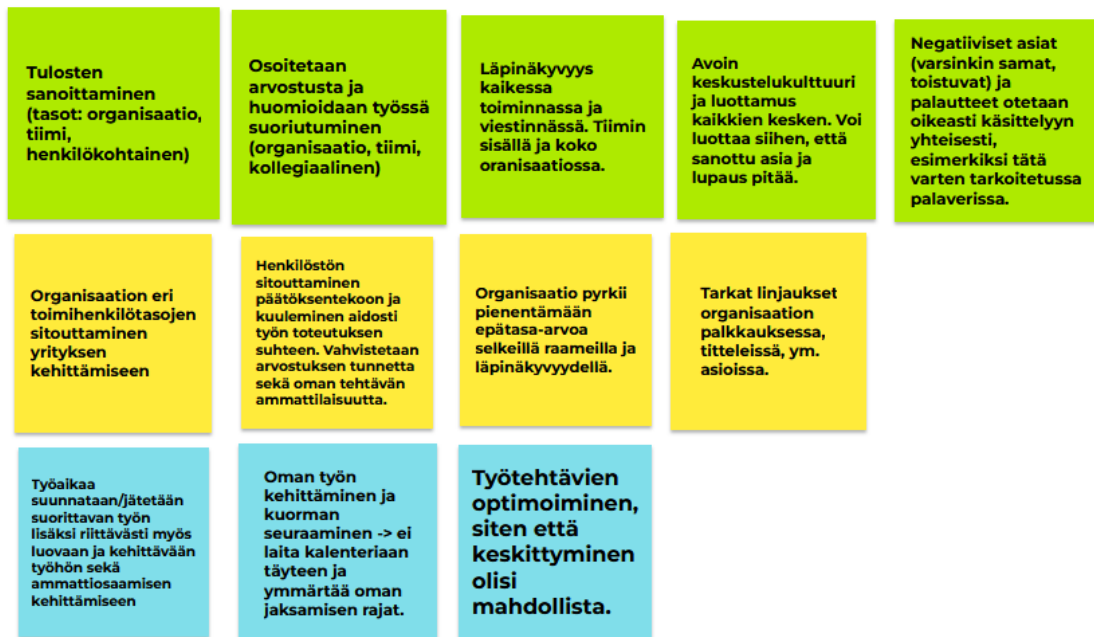 Tulosten
sanoittaminen
(tasot: organisaatio,
tiimi,
henkilökohtainen)
Osoitetaan
arvostusta ja
huomioidaan työssä
suoriutuminen
(organisaatio, tiimi,
kollegiaalinen)
Läpinäkyvyys
kaikessa
toiminnassa ja
viestinnässä. Tiimin
sisällä ja koko
oranisaatiossa.
Avoin
keskustelukulttuuri
ja luottamus
kaikkien kesken. Voi
luottaa siihen, että
sanottu asia ja
lupaus pitää.
Negatiiviset asiat
(varsinkin samat,
toistuvat) ja
palautteet otetaan
oikeasti käsittelyyn
yhteisesti,
esimerkiksi tätä
varten tarkoitetussa
palaverissa.
Organisaation eri
toimihenkilötasojen
sitouttaminen
yrityksen
kehittämiseen
Henkilöstön
sitouttaminen
päätöksentekoon ja
kuuleminen aidosti
työn toteutuksen
suhteen. Vahvistetaan
arvostuksen tunnetta
sekä oman tehtävän
ammattilaisuutta.
Organisaatio pyrkii
pienentämään
epätasa-arvoa
selkeillä raameilla ja
läpinäkyvyydellä.
Tarkat linjaukset
organisaation
palkkauksessa,
titteleissä, ym.
asioissa.
Työaikaa
suunnataan/jätetään
suorittavan työn
lisäksi riittävästi myös
luovaan ja kehittävään
työhön sekä
ammattiosaamisen
kehittämiseen
Oman työn
kehittäminen ja
kuorman
seuraaminen -> ei
laita kalenteriaan
täyteen ja
ymmärtää oman
jaksamisen rajat.
Työtehtävien
optimoiminen,
siten että
keskittyminen
olisi
mahdollista.